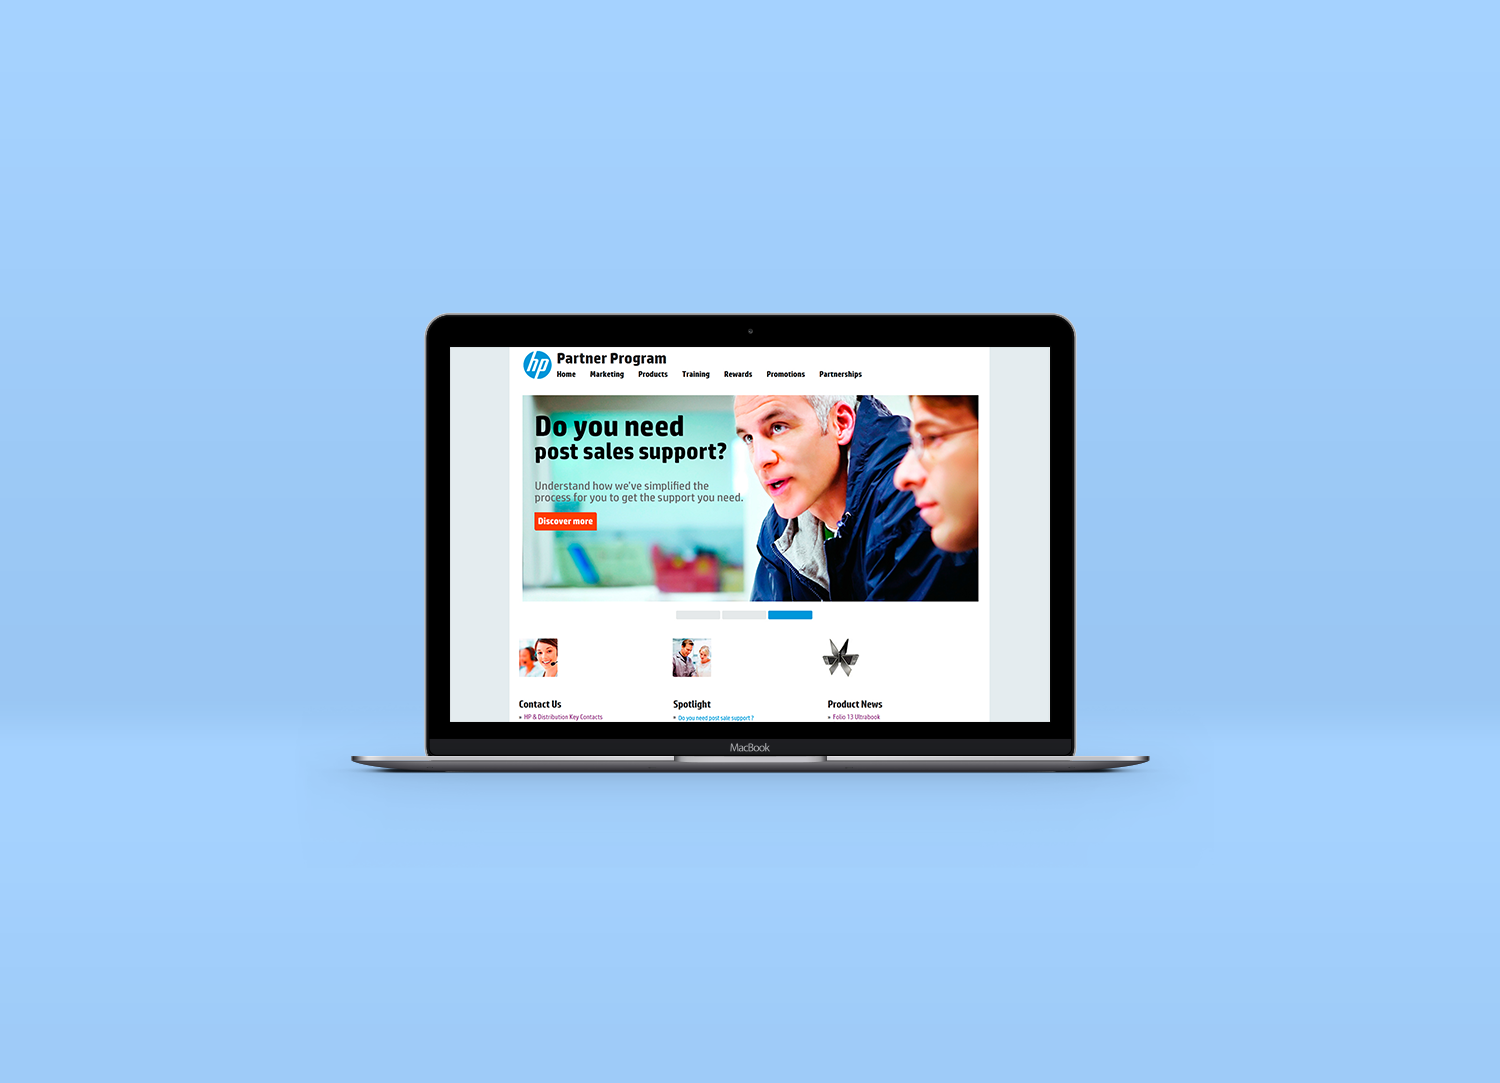 hp
Partner Program
Home Marketing Products Training Rewards Promotions Partnerships
Do you need
post sales support?
Understand how we've simplified the
process for you to get the support you need.
Discover more
Contact Us
» HP & Distribution Key Contacts
Spotlight
» Do you need post sale support ?
Product News
» Folio 13 Ultrabook
MacBook